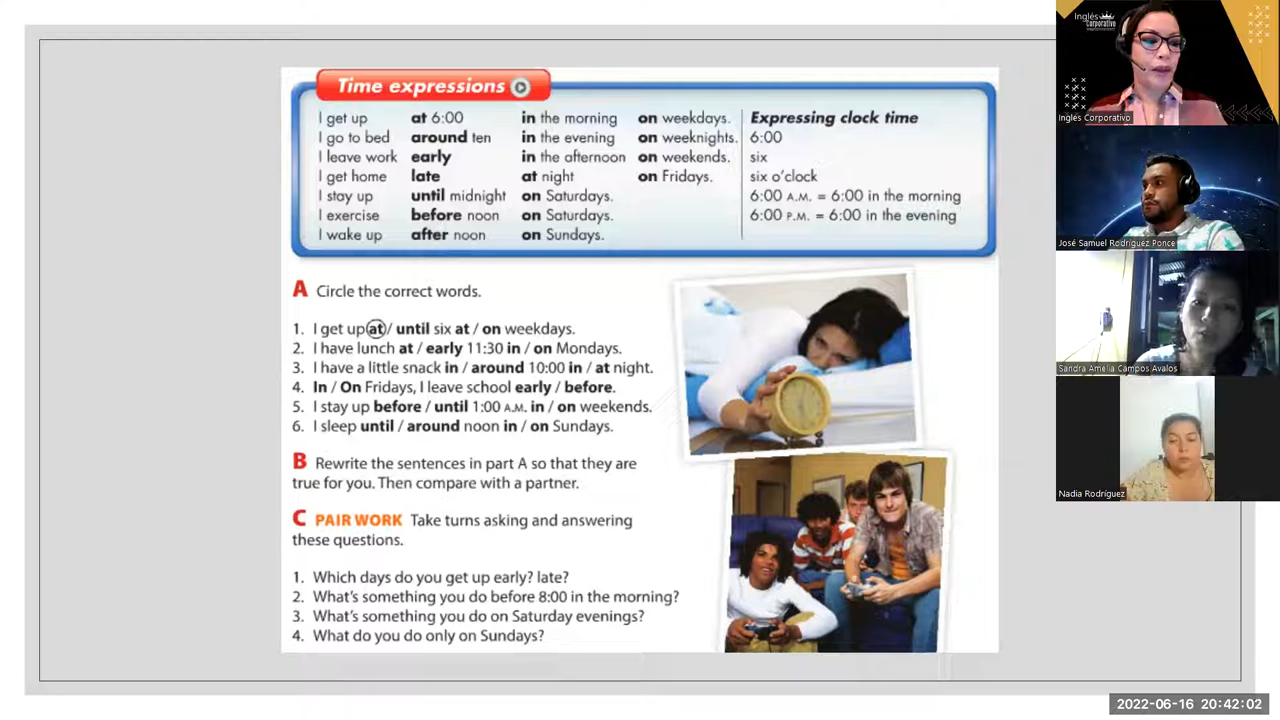 Time expressions
I get up at 6:00 in the morning on weekdays.
I go to bed around ten in the evening on weeknights.
I leave work early in the afternoon on weekends.
I get home late at night on Fridays.
I stay up until midnight on Saturdays.
I exercise before noon on Saturdays.
I wake up after noon on Sundays.
Expressing clock time
6:00
six
six o'clock
6:00 A.M. = 6:00 in the morning
6:00 P.M. = 6:00 in the evening
A Circle the correct words.
1. I get up at / until six at / on weekdays.
2. I have lunch at / early 11:30 in / on Mondays.
3. I have a little snack in / around 10:00 in / at night.
4. In / On Fridays, I leave school early / before.
5. I stay up before / until 1:00 A.M. in / on weekends.
6. I sleep until / around noon in / on Sundays.
B Rewrite the sentences in part A so that they are
true for you. Then compare with a partner.
C PAIR WORK Take turns asking and answering
these questions.
1. Which days do you get up early? late?
2. What's something you do before 8:00 in the morning?
3. What's something you do on Saturday evenings?
4. What do you do only on Sundays?
Inglés
Corporativo
Inglés Corporativo
José Samuel Rodríguez Ponce
Sandra Amelia Campos Avalos
Nadia Rodríguez
2022-06-16 20:42:02